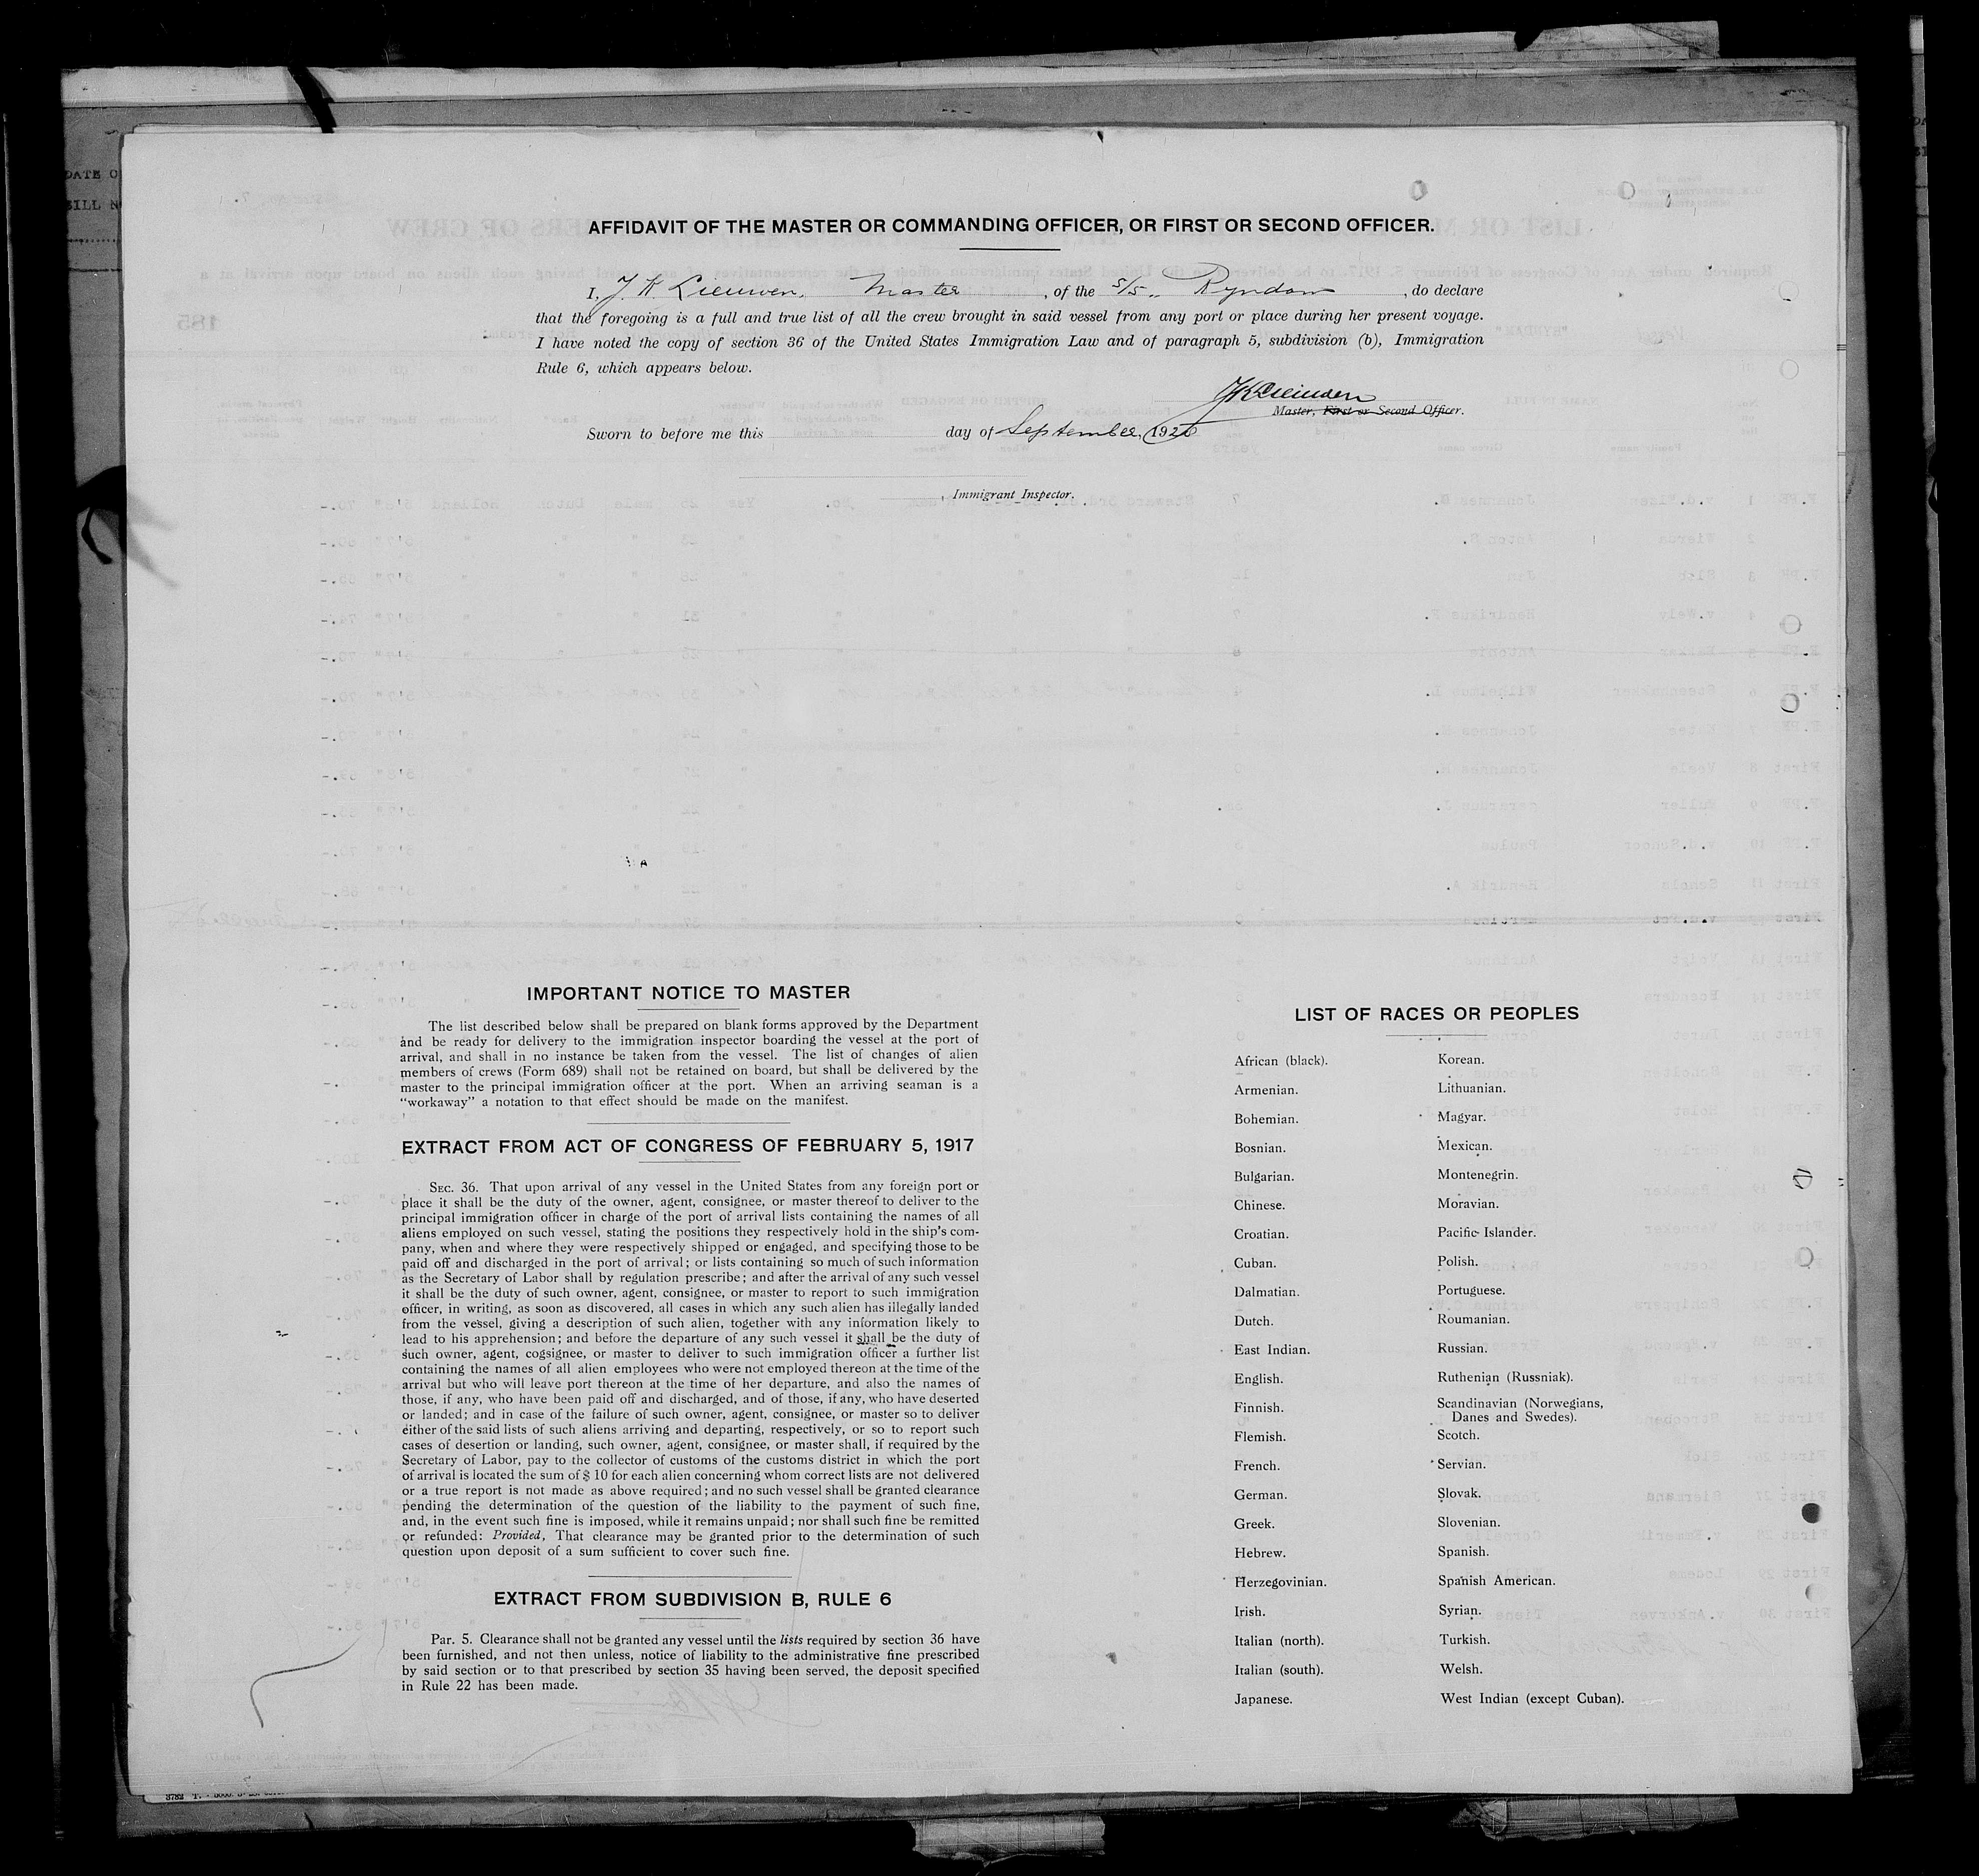 DATE O
BILL N
AFFIDAVIT OF THE MASTER OR COMMANDING OFFICER, OR FIRST OR SECOND OFFICER.
I, J. K. Lieuwen, Master, of the S/S. Ryndam, do declare
that the foregoing is a full and true list of all the crew brought in said vessel from any port or place during her present voyage.
I have noted the copy of section 36 of the United States Immigration Law and of paragraph 5, subdivision (b), Immigration
Rule 6, which appears below.
JKLieuwen
Master, First or Second Officer.
Sworn to before me this day of September, 192
, Immigrant Inspector.
IMPORTANT NOTICE TO MASTER
The list described below shall be prepared on blank forms approved by the Department
and be ready for delivery to the immigration inspector boarding the vessel at the port of
arrival, and shall in no instance be taken from the vessel. The list of changes of alien
members of crews (Form 689) shall not be retained on board, but shall be delivered by the
master to the principal immigration officer at the port. When an arriving seaman is a
"workaway" a notation to that effect should be made on the manifest.
EXTRACT FROM ACT OF CONGRESS OF FEBRUARY 5, 1917
SEC. 36. That upon arrival of any vessel in the United States from any foreign port or
place it shall be the duty of the owner, agent, consignee, or master thereof to deliver to the
principal immigration officer in charge of the port of arrival lists containing the names of all
aliens employed on such vessel, stating the positions they respectively hold in the ship's com-
pany, when and where they were respectively shipped or engaged, and specifying those to be
paid off and discharged in the port of arrival; or lists containing so much of such information
as the Secretary of Labor shall by regulation prescribe; and after the arrival of any such vessel
it shall be the duty of such owner, agent, consignee, or master to report to such immigration
officer, in writing, as soon as discovered, all cases in which any such alien has illegally landed
from the vessel, giving a description of such alien, together with any information likely to
lead to his apprehension; and before the departure of any such vessel it shall be the duty of
such owner, agent, cogsignee, or master to deliver to such immigration officer a further list
containing the names of all alien employees who were not employed thereon at the time of the
arrival but who will leave port thereon at the time of her departure, and also the names of
those, if any, who have been paid off and discharged, and of those, if any, who have deserted
or landed; and in case of the failure of such owner, agent, consignee, or master so to deliver
either of the said lists of such aliens arriving and departing, respectively, or so to report such
cases of desertion or landing, such owner, agent, consignee, or master shall, if required by the
Secretary of Labor, pay to the collector of customs of the customs district in which the port
of arrival is located the sum of $ 10 for each alien concerning whom correct lists are not delivered
or a true report is not made as above required; and no such vessel shall be granted clearance
pending the determination of the question of the liability to the payment of such fine,
and, in the event such fine is imposed, while it remains unpaid; nor shall such fine be remitted
or refunded: Provided, That clearance may be granted prior to the determination of such
question upon deposit of a sum sufficient to cover such fine.
EXTRACT FROM SUBDIVISION B, RULE 6
Par. 5. Clearance shall not be granted any vessel until the lists required by section 36 have
been furnished, and not then unless, notice of liability to the administrative fine prescribed
by said section or to that prescribed by section 35 having been served, the deposit specified
in Rule 22 has been made.
LIST OF RACES OR PEOPLES
African (black).
Armenian.
Bohemian.
Bosnian.
Bulgarian.
Chinese.
Croatian.
Cuban.
Dalmatian.
Dutch.
East Indian.
English.
Finnish.
Flemish.
French.
German.
Greek.
Hebrew.
Herzegovinian.
Irish.
Italian (north).
Italian (south).
Japanese.
Korean.
Lithuanian.
Magyar.
Mexican.
Montenegrin.
Moravian.
Pacific Islander.
Polish.
Portuguese.
Roumanian.
Russian.
Ruthenian (Russniak).
Scandinavian (Norwegians,
Danes and Swedes).
Scotch.
Servian.
Slovak.
Slovenian.
Spanish.
Spanish American.
Syrian.
Turkish.
Welsh.
West Indian (except Cuban).